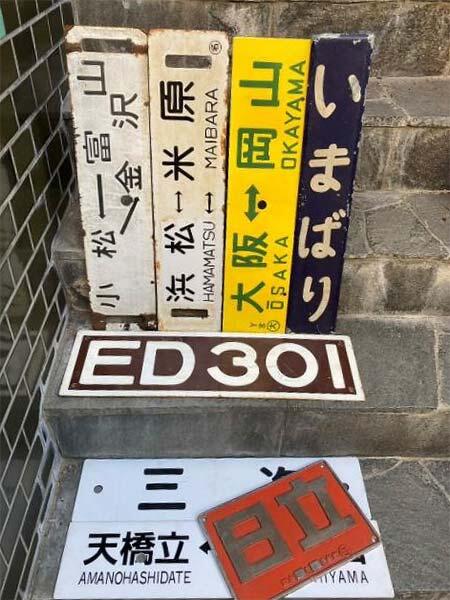 小松 富山
金沢
浜松 ↔ 米原
HAMAMATSU ↔ MAIBARA
大阪 ↔ 岡山
ŌSAKA OKAYAMA
いまばり
ED301
三
天橋立
AMANOHASHIDATE
日立